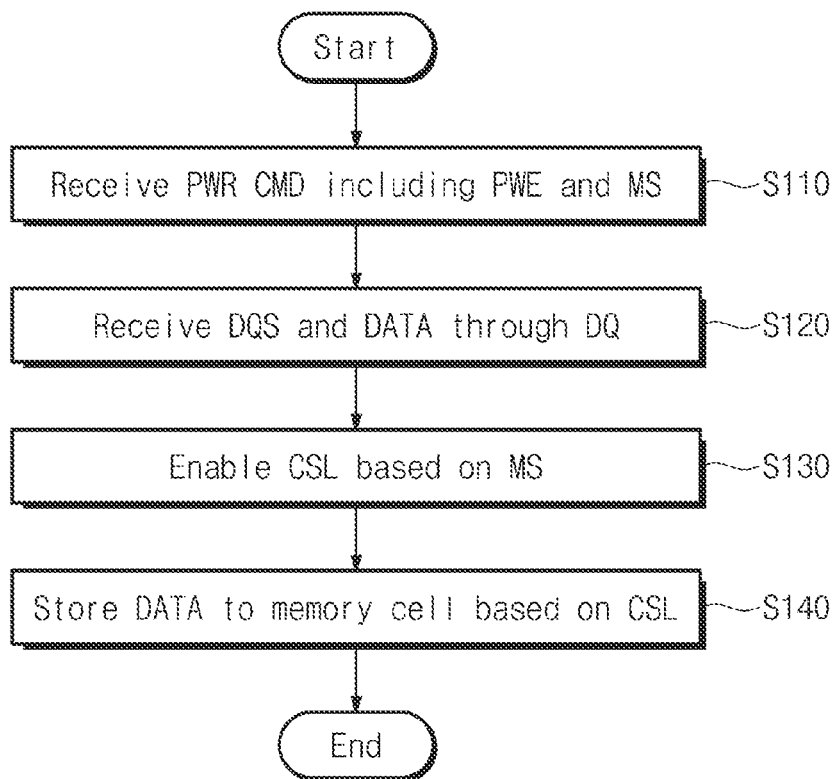 Start
Receive PWR CMD including PWE and MS
S110
Receive DQS and DATA through DQ
S120
Enable CSL based on MS
S130
Store DATA to memory cell based on CSL
S140
End